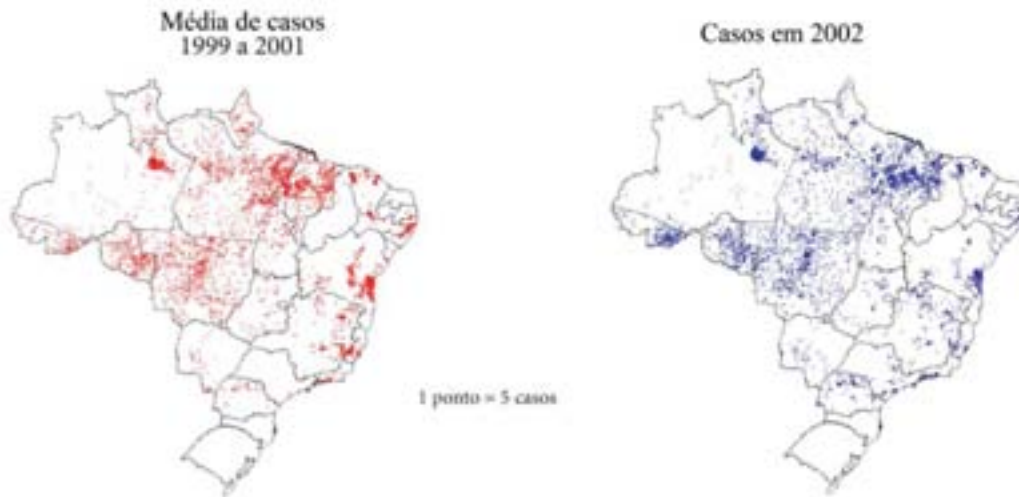 Média de casos
1999 a 2001
Casos em 2002
1 ponto = 5 casos